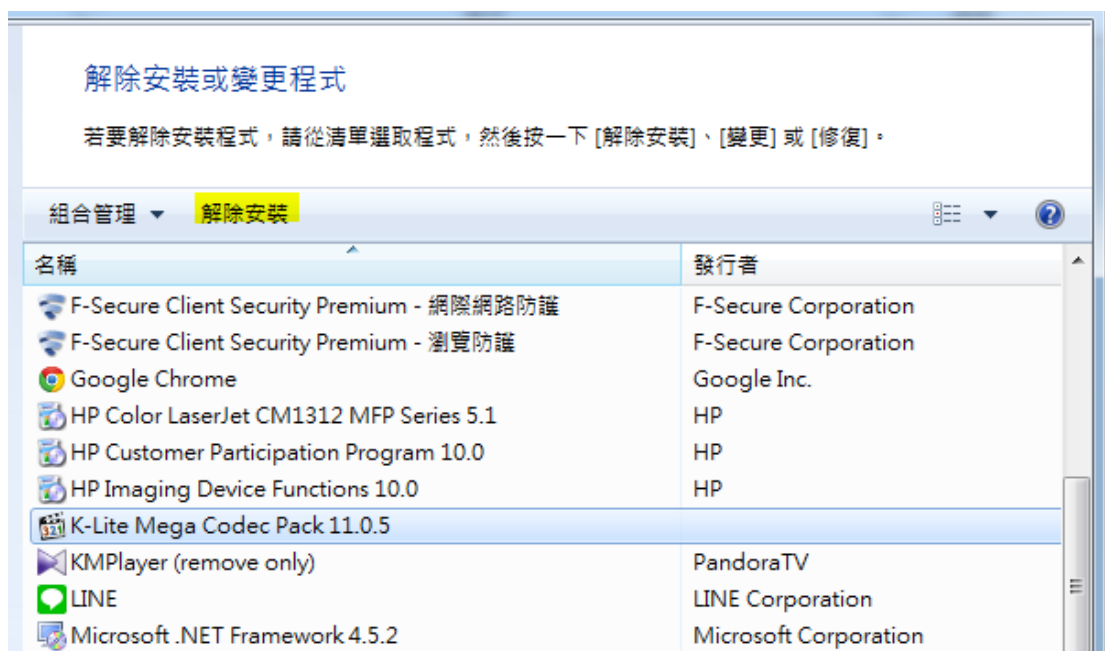 解除安裝或變更程式
若要解除安裝程式，請從清單選取程式，然後按一下 [解除安裝]、[變更] 或 [修復]。
組合管理 解除安裝
名稱 發行者
F-Secure Client Security Premium - 網際網路防護 F-Secure Corporation
F-Secure Client Security Premium - 瀏覽防護 F-Secure Corporation
Google Chrome Google Inc.
HP Color LaserJet CM1312 MFP Series 5.1 HP
HP Customer Participation Program 10.0 HP
HP Imaging Device Functions 10.0 HP
K-Lite Mega Codec Pack 11.0.5
KMPlayer (remove only) PandoraTV
LINE LINE Corporation
Microsoft .NET Framework 4.5.2 Microsoft Corporation